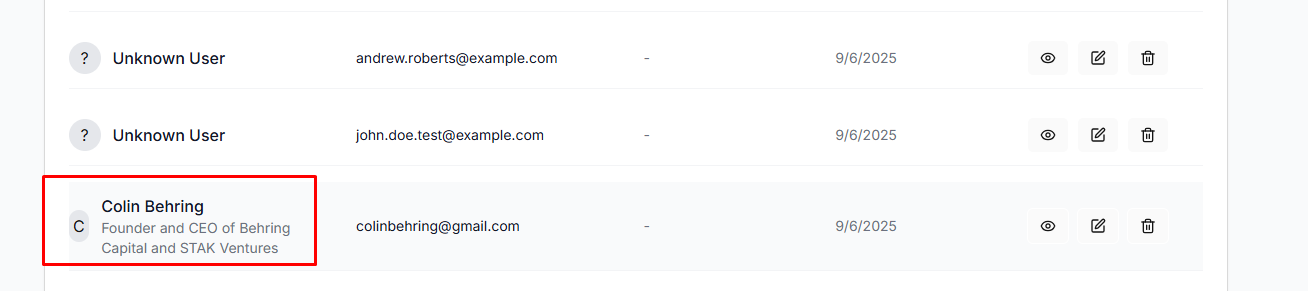 ? Unknown User andrew.roberts@example.com - 9/6/2025
? Unknown User john.doe.test@example.com - 9/6/2025
Colin Behring
C Founder and CEO of Behring colinbehring@gmail.com - 9/6/2025
Capital and STAK Ventures